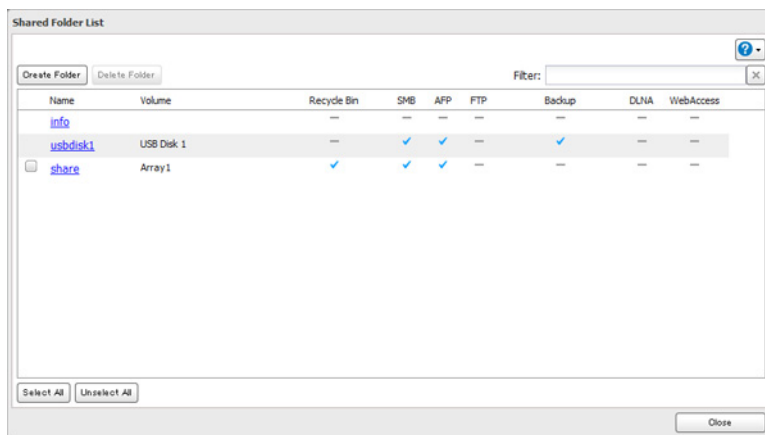 Shared Folder List
?
Create Folder Delete Folder Filter:
Name Volume Recycle Bin SMB AFP FTP Backup DLNA WebAccess
info — — — — — — —
usbdisk1 USB Disk 1 — ✓ ✓ — ✓ — —
share Array1 ✓ ✓ ✓ — — — —
Select All Unselect All
Close